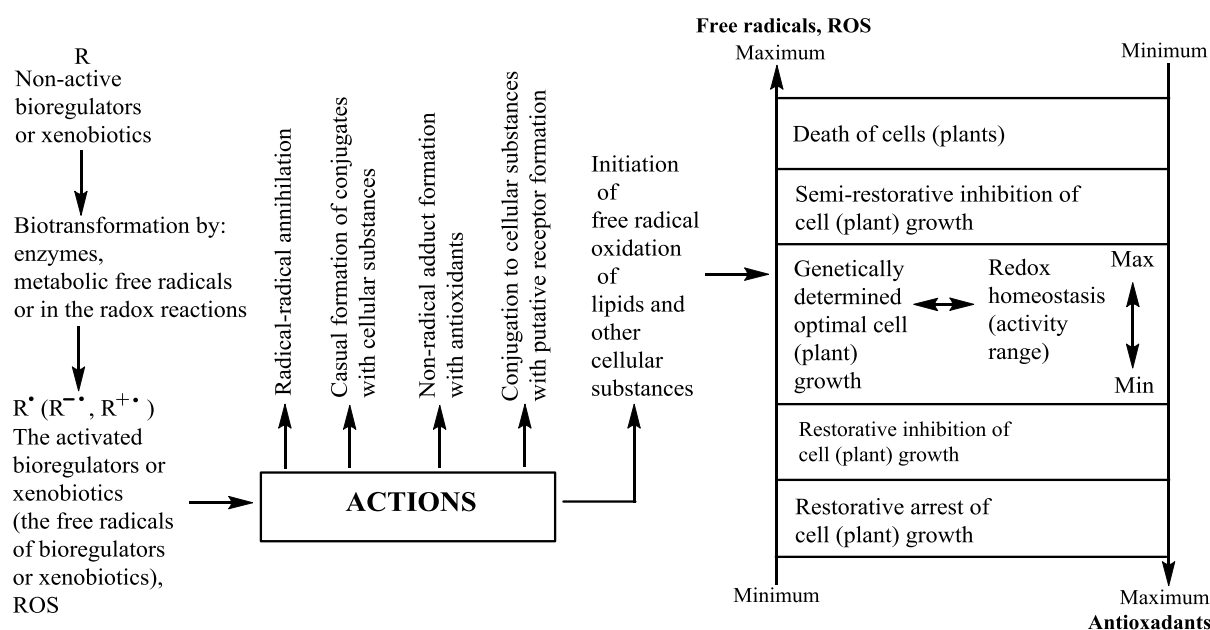 R
Non-active
bioregulators
or xenobiotics
Biotransformation by:
enzymes,
metabolic free radicals
or in the radox reactions
R• (R–•, R+• )
The activated
bioregulators or
xenobiotics
(the free radicals
of bioregulators
or xenobiotics),
ROS
ACTIONS
Radical-radical annihilation
Casual formation of conjugates
with cellular substances
Non-radical adduct formation
with antioxidants
Conjugation to cellular substances
with putative receptor formation
Initiation
of
free radical
oxidation
of
lipids and
other
cellular
substances
Free radicals, ROS
Maximum
Minimum
Death of cells (plants)
Semi-restorative inhibition of
cell (plant) growth
Genetically
determined
optimal cell
(plant)
growth
Redox
homeostasis
(activity
range)
Max
Min
Restorative inhibition of
cell (plant) growth
Restorative arrest of
cell (plant) growth
Minimum
Maximum
Antioxadants